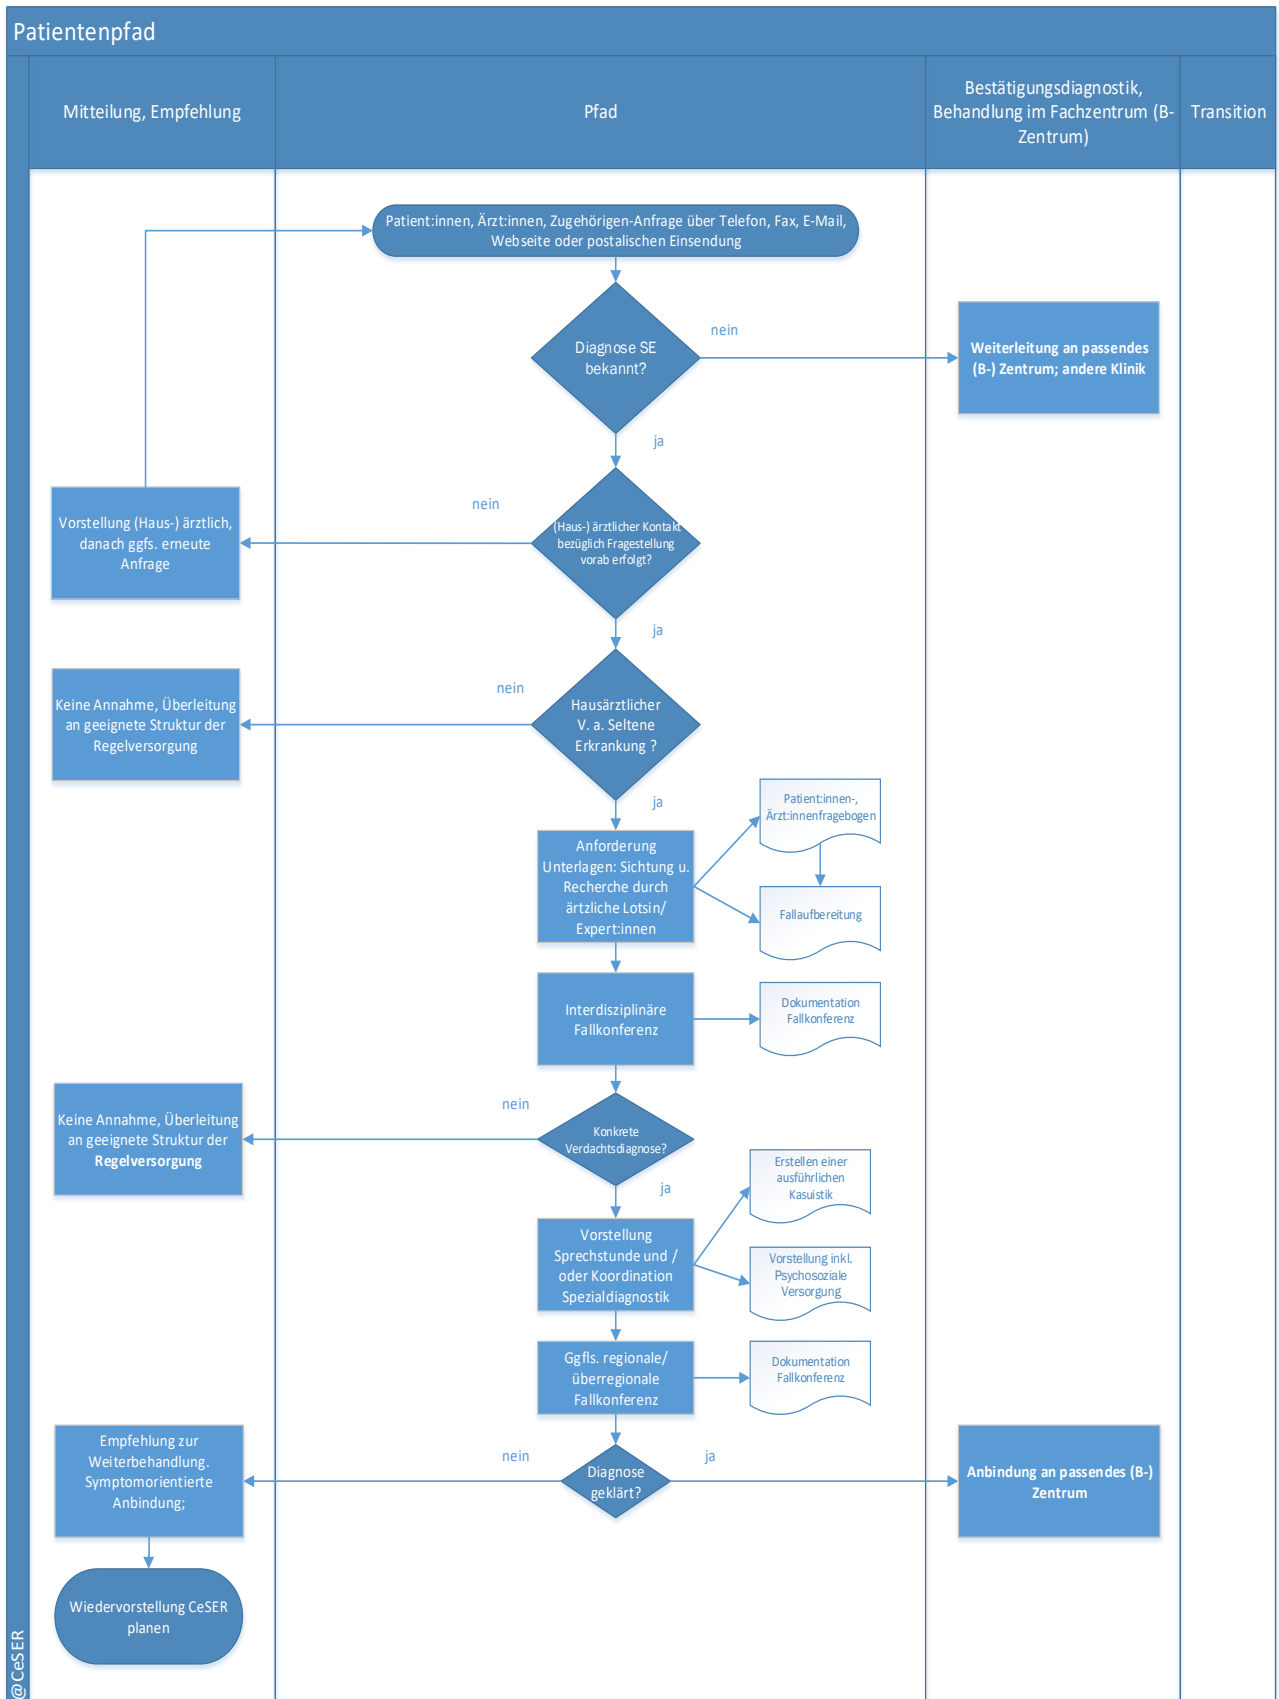 Patientenpfad
Mitteilung, Empfehlung
Pfad
Bestätigungsdiagnostik,
Behandlung im Fachzentrum (B-
Zentrum)
Transition
Patient:innen, Ärzt:innen, Zugehörigen-Anfrage über Telefon, Fax, E-Mail,
Webseite oder postalischen Einsendung
Diagnose SE
bekannt?
nein
Weiterleitung an passendes
(B-) Zentrum; andere Klinik
ja
(Haus-) ärztlicher Kontakt
bezüglich Fragestellung
vorab erfolgt?
nein
Vorstellung (Haus-) ärztlich,
danach ggfs. erneute
Anfrage
ja
Hausärztlicher
V. a. Seltene
Erkrankung ?
nein
Keine Annahme, Überleitung
an geeignete Struktur der
Regelversorgung
ja
Anforderung
Unterlagen: Sichtung u.
Recherche durch
ärtzliche Lotsin/
Expert:innen
Patient:innen-,
Ärzt:innenfragebogen
Fallaufbereitung
Interdisziplinäre
Fallkonferenz
Dokumentation
Fallkonferenz
Konkrete
Verdachtsdiagnose?
nein
Keine Annahme, Überleitung
an geeignete Struktur der
Regelversorgung
ja
Vorstellung
Sprechstunde und /
oder Koordination
Spezialdiagnostik
Erstellen einer
ausführlichen
Kasuistik
Vorstellung inkl.
Psychosoziale
Versorgung
Ggfls. regionale/
überregionale
Fallkonferenz
Dokumentation
Fallkonferenz
Diagnose
geklärt?
nein
ja
Empfehlung zur
Weiterbehandlung.
Symptomorientierte
Anbindung;
Anbindung an passendes (B-)
Zentrum
Wiedervorstellung CeSER
planen
@CeSER